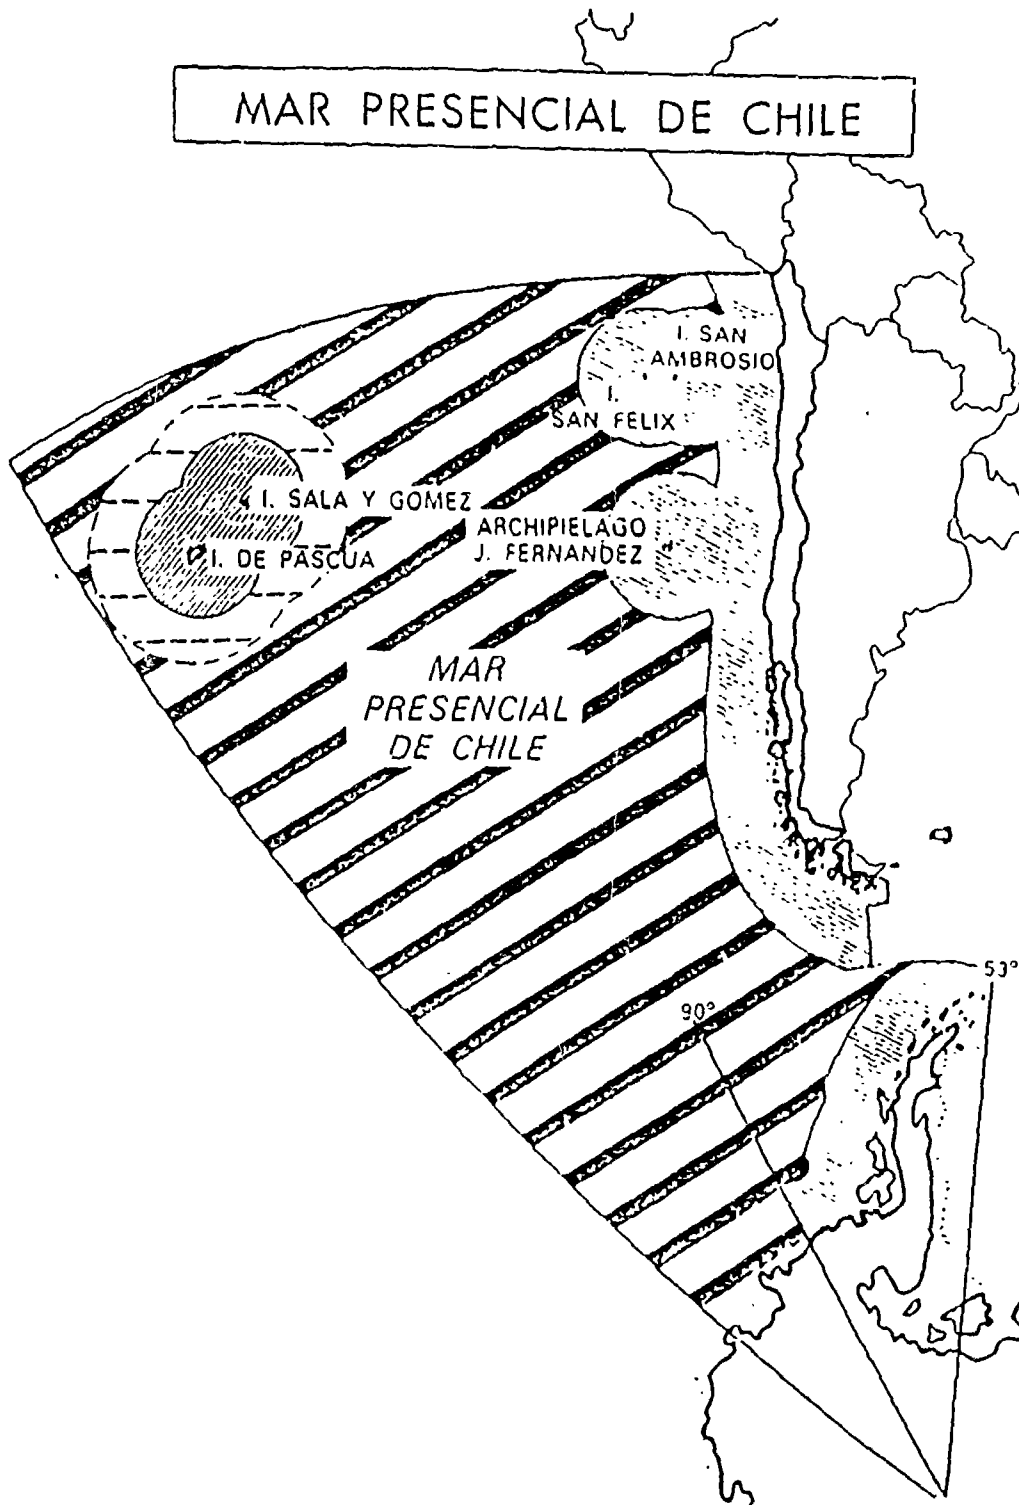 MAR PRESENCIAL DE CHILE
I. SAN
AMBROSIO
I.
SAN FELIX
I. SALA Y GOMEZ
ARCHIPIELAGO
J. FERNANDEZ
I. DE PASCUA
MAR
PRESENCIAL
DE CHILE
53°
90°